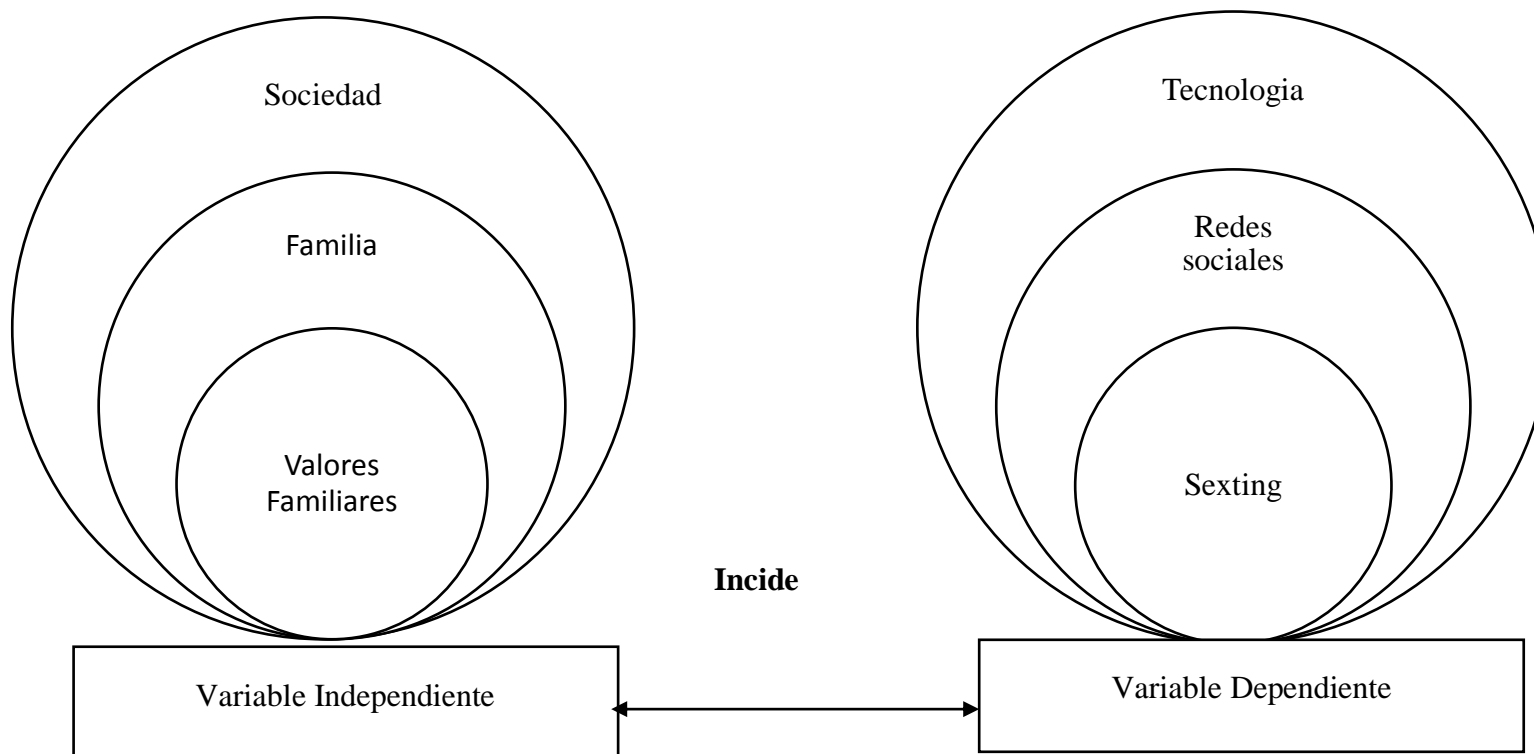 Sociedad
Familia
Valores
Familiares
Variable Independiente
Incide
Tecnologia
Redes
sociales
Sexting
Variable Dependiente